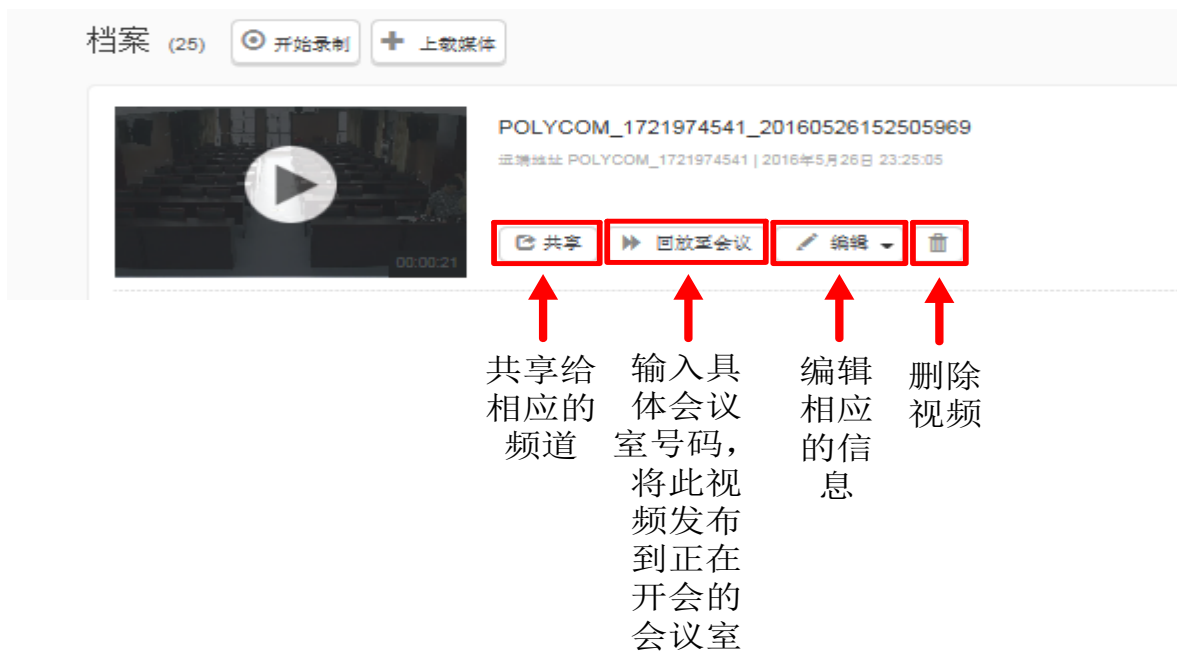 档案 (25) 开始录制 上载媒体
POLYCOM_1721974541_20160526152505969
远端地址 POLYCOM_1721974541 | 2016年5月26日 23:25:05
00:00:21
共享 回放至会议 编辑
共享给
相应的
频道
输入具
体会议
室号码，
将此视
频发布
到正在
开会的
会议室
编辑
相应
的信
息
删除
视频